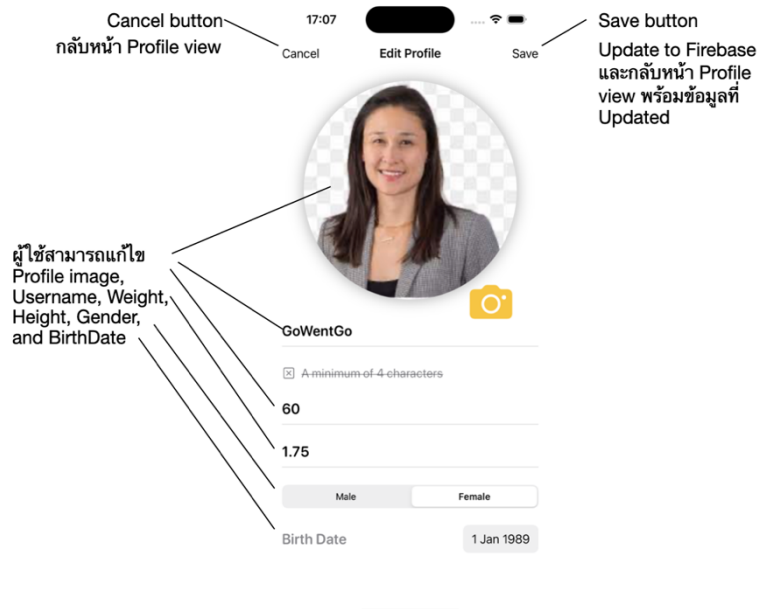 Cancel button
กลับหน้า Profile view
17:07
Cancel
Edit Profile
Save
Save button
Update to Firebase
และกลับหน้า Profile
view พร้อมข้อมูลที่
Updated
ผู้ใช้สามารถแก้ไข
Profile image,
Username, Weight,
Height, Gender,
and BirthDate
GoWentGo
A minimum of 4 characters
60
1.75
Male
Female
Birth Date
1 Jan 1989